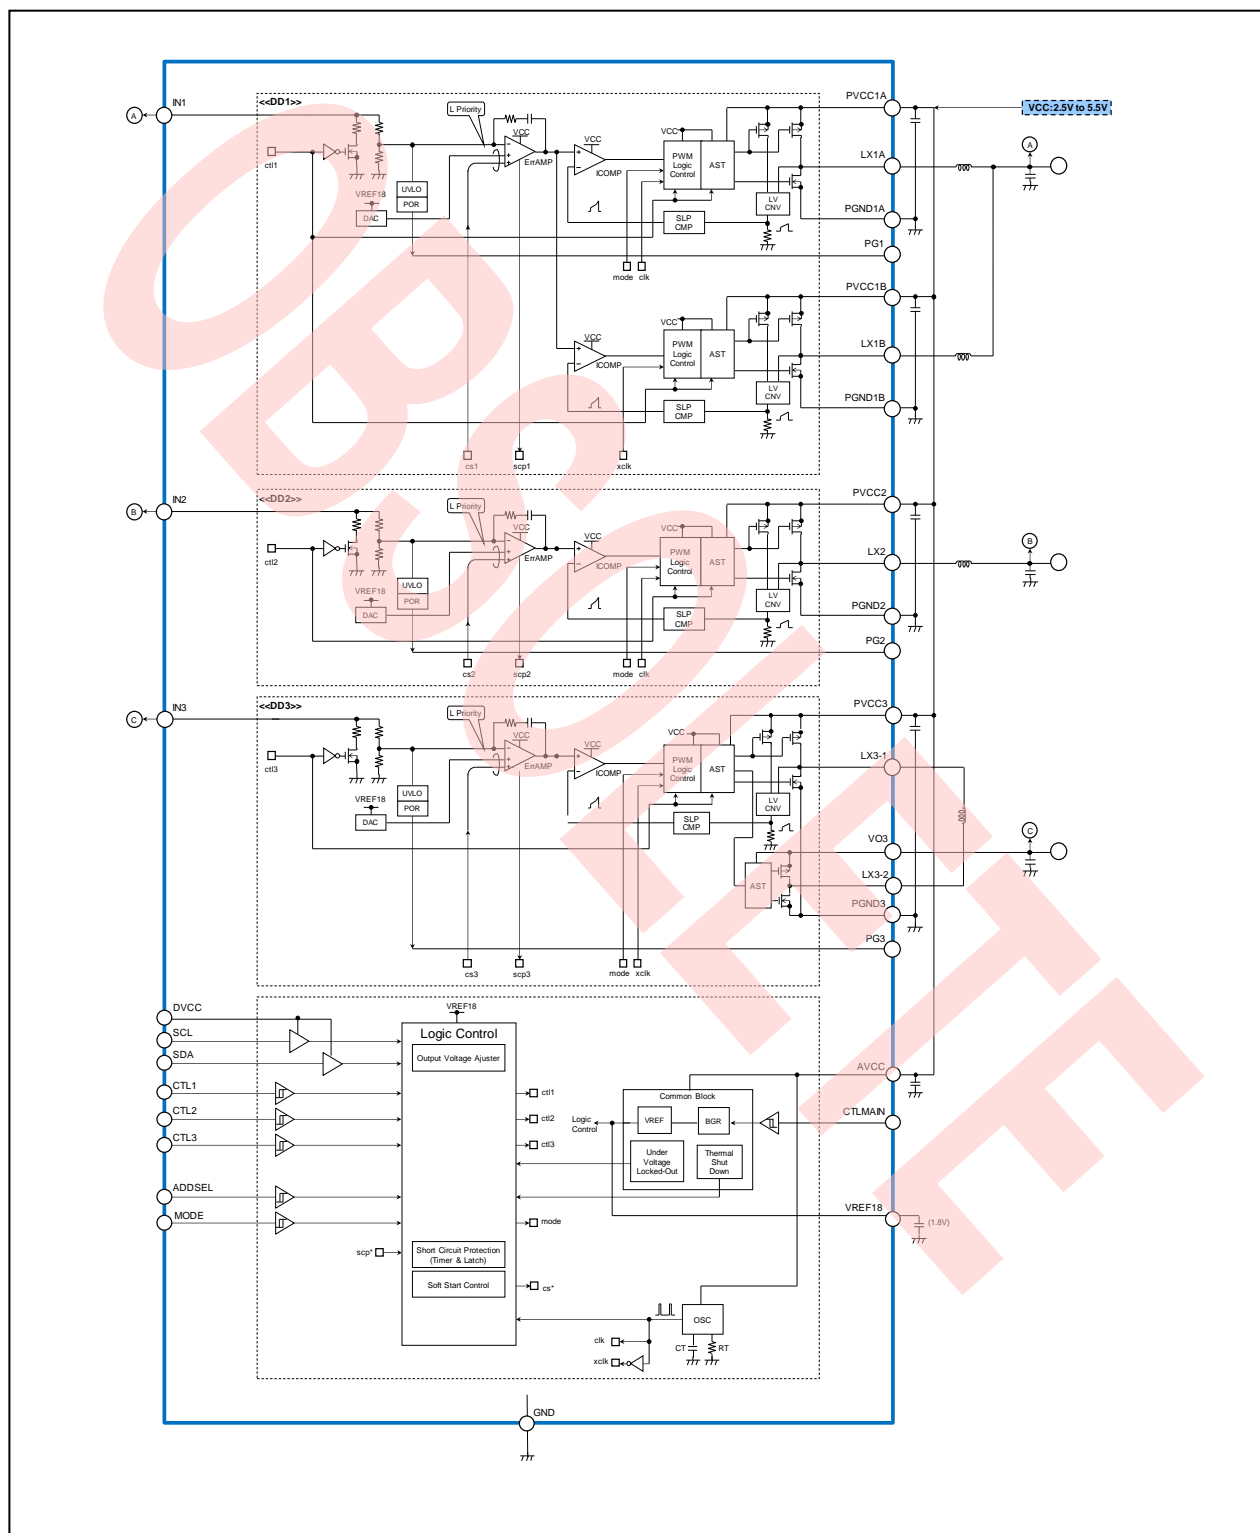 IN1
A
<<DD1>>
L Priority
VCC
PVCC1A
VCC:2.5V to 5.5V
ctl1
ErrAMP
VCC
ICOMP
VCC
PWM
Logic
Control
AST
LX1A
A
VREF18
DAC
UVLO
POR
SLP
CMP
LV
CNV
PGND1A
PG1
mode
clk
PVCC1B
VCC
ICOMP
VCC
PWM
Logic
Control
AST
LX1B
SLP
CMP
LV
CNV
PGND1B
cs1
scp1
xclk
IN2
B
<<DD2>>
L Priority
VCC
PVCC2
ctl2
ErrAMP
VCC
ICOMP
VCC
PWM
Logic
Control
AST
LX2
B
VREF18
DAC
UVLO
POR
SLP
CMP
LV
CNV
PGND2
PG2
cs2
scp2
mode
clk
IN3
C
<<DD3>>
L Priority
VCC
PVCC3
ctl3
ErrAMP
VCC
ICOMP
VCC
PWM
Logic
Control
AST
LX3-1
VREF18
DAC
UVLO
POR
SLP
CMP
LV
CNV
VO3
C
AST
LX3-2
PGND3
PG3
cs3
scp3
mode
xclk
DVCC
SCL
SDA
CTL1
CTL2
CTL3
ADDSEL
MODE
VREF18
Logic Control
Output Voltage Ajuster
ctl1
ctl2
ctl3
mode
scp*
Short Circuit Protection
(Timer & Latch)
Soft Start Control
cs*
AVCC
Common Block
Logic
Control
VREF
BGR
CTLMAIN
Under
Voltage
Locked-Out
Thermal
Shut
Down
VREF18
(1.8V)
OSC
CT
RT
clk
xclk
GND
OBSOLETE